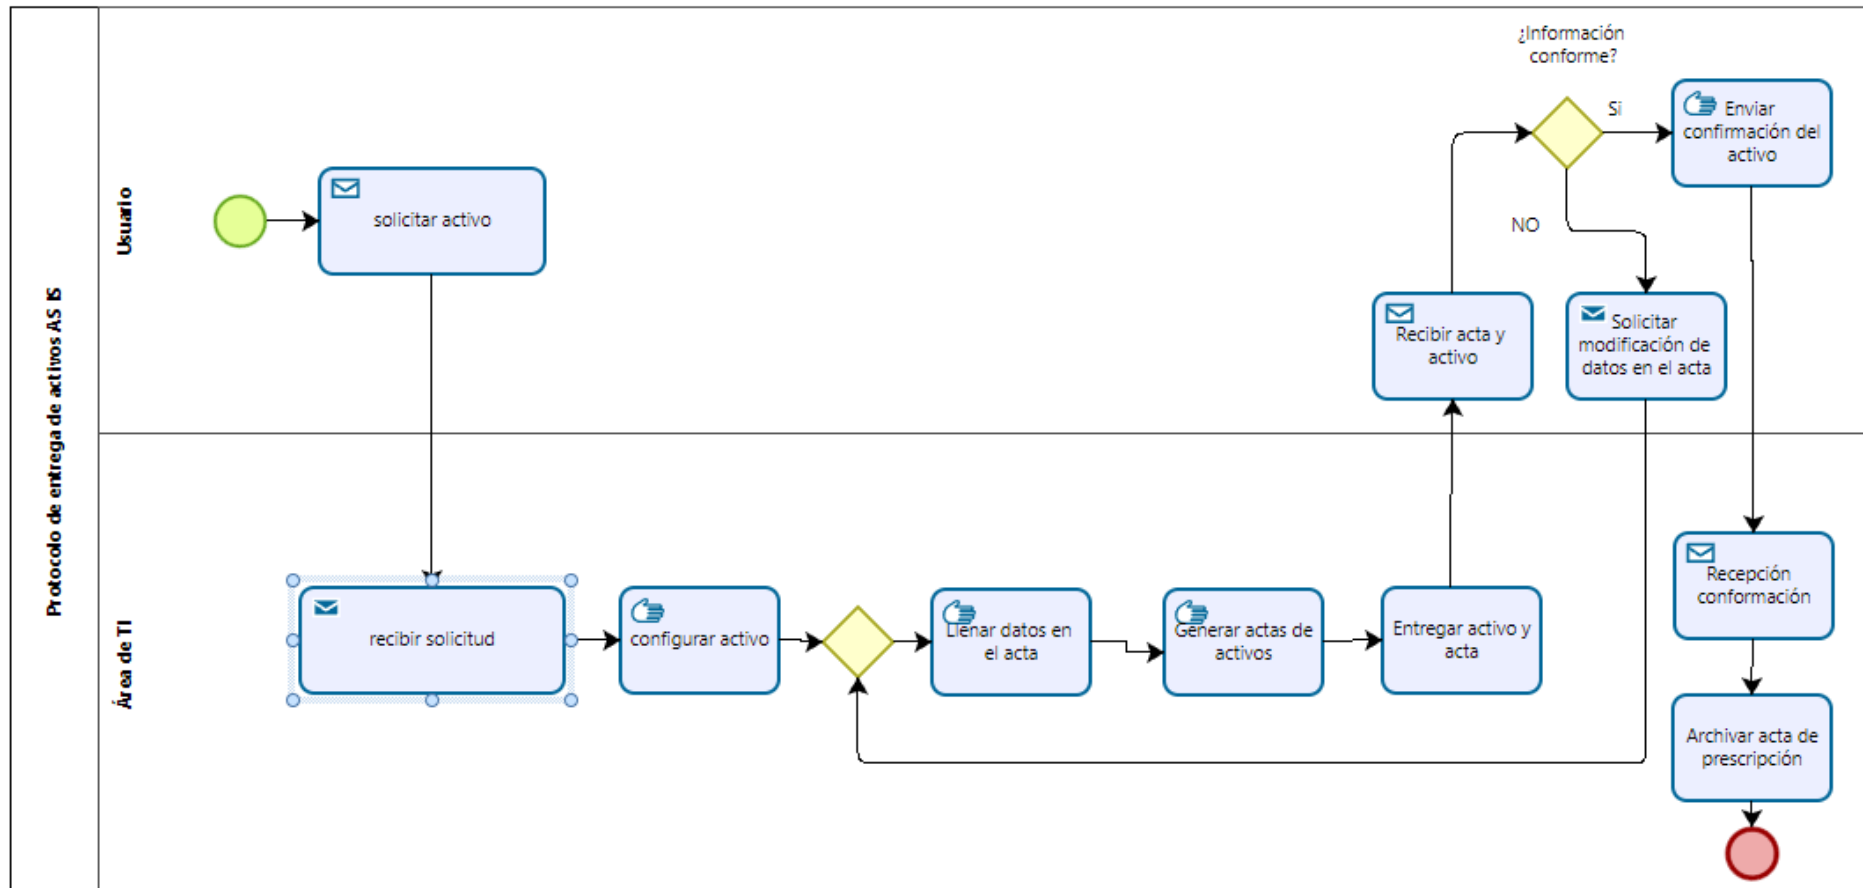 Protocolo de entrega de activos AS IS
Usuario
solicitar activo
¿Información
conforme?
Si
Enviar
confirmación del
activo
NO
Recibir acta y
activo
Solicitar
modificación de
datos en el acta
Área de TI
recibir solicitud
configurar activo
Llenar datos en
el acta
Generar actas de
activos
Entregar activo y
acta
Recepción
conformación
Archivar acta de
prescripción